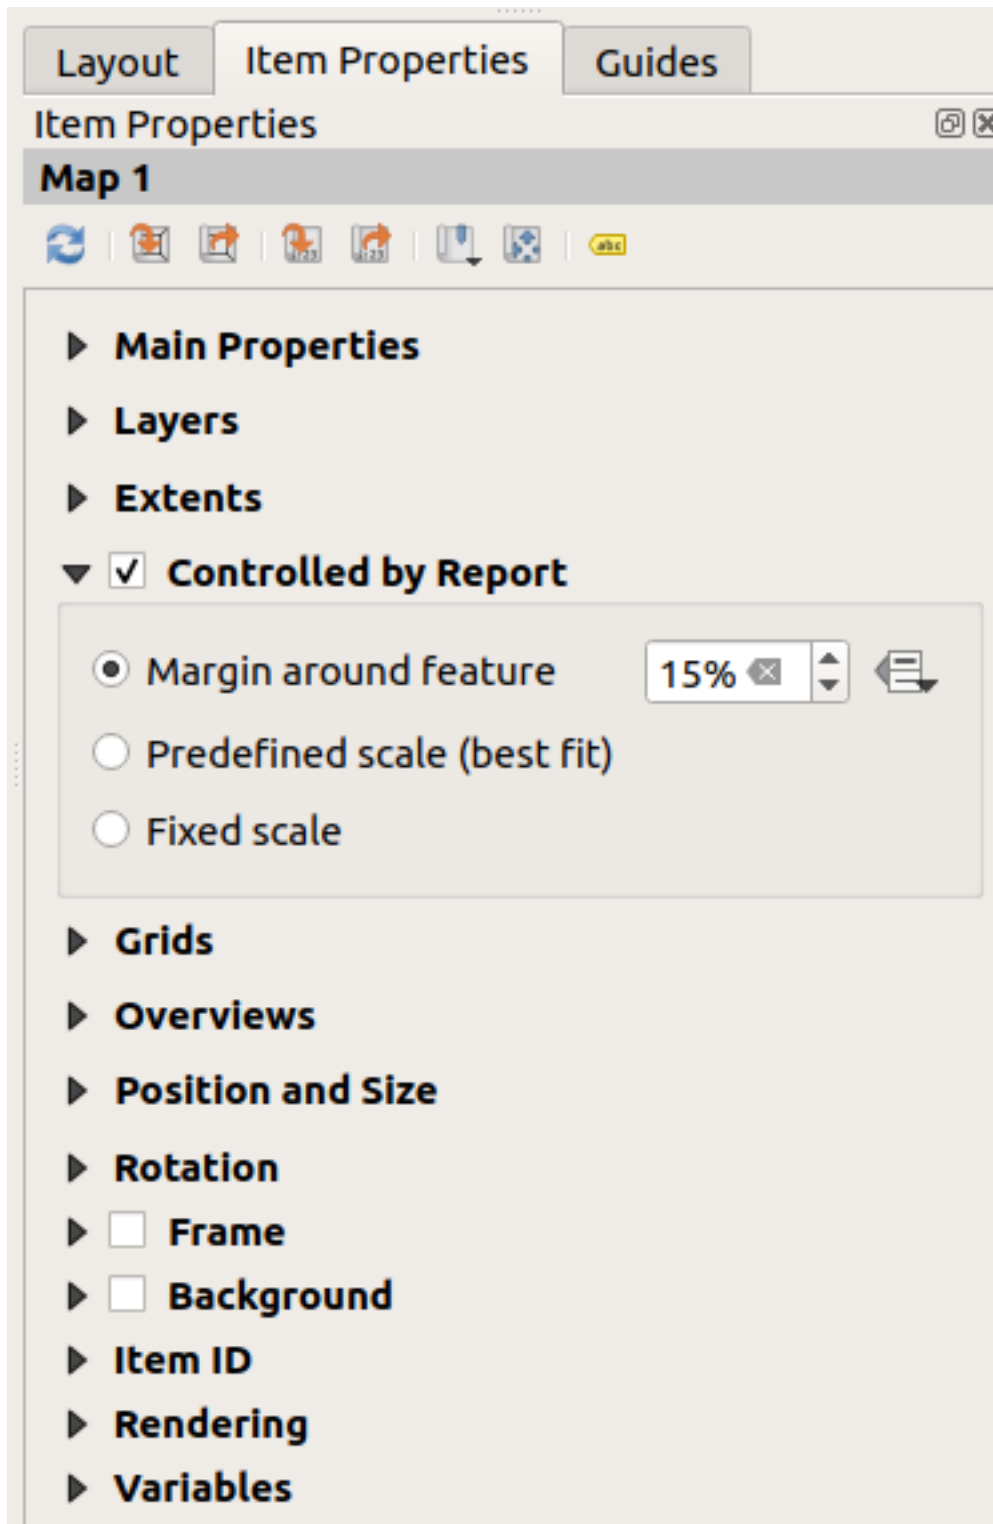 Layout Item Properties Guides
Item Properties
Map 1
abc
Main Properties
Layers
Extents
Controlled by Report
Margin around feature 15%
Predefined scale (best fit)
Fixed scale
Grids
Overviews
Position and Size
Rotation
Frame
Background
Item ID
Rendering
Variables